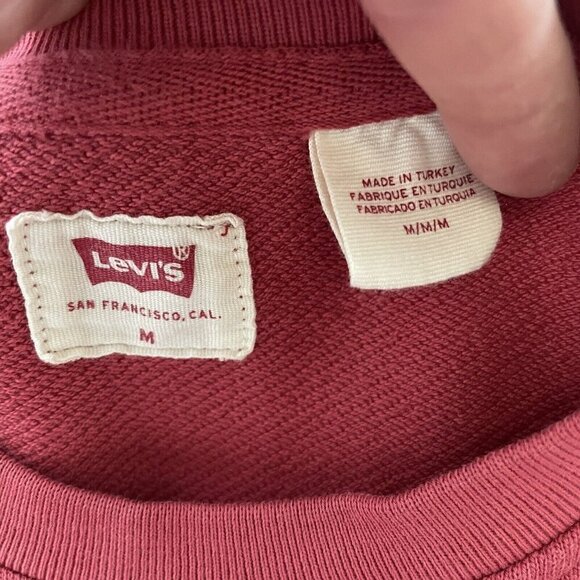 LEVI'S ®
SAN FRANCISCO, CAL.
M
MADE IN TURKEY
FABRIQUE EN TURQUIE
FABRICADO EN TURQUIA
M/M/M